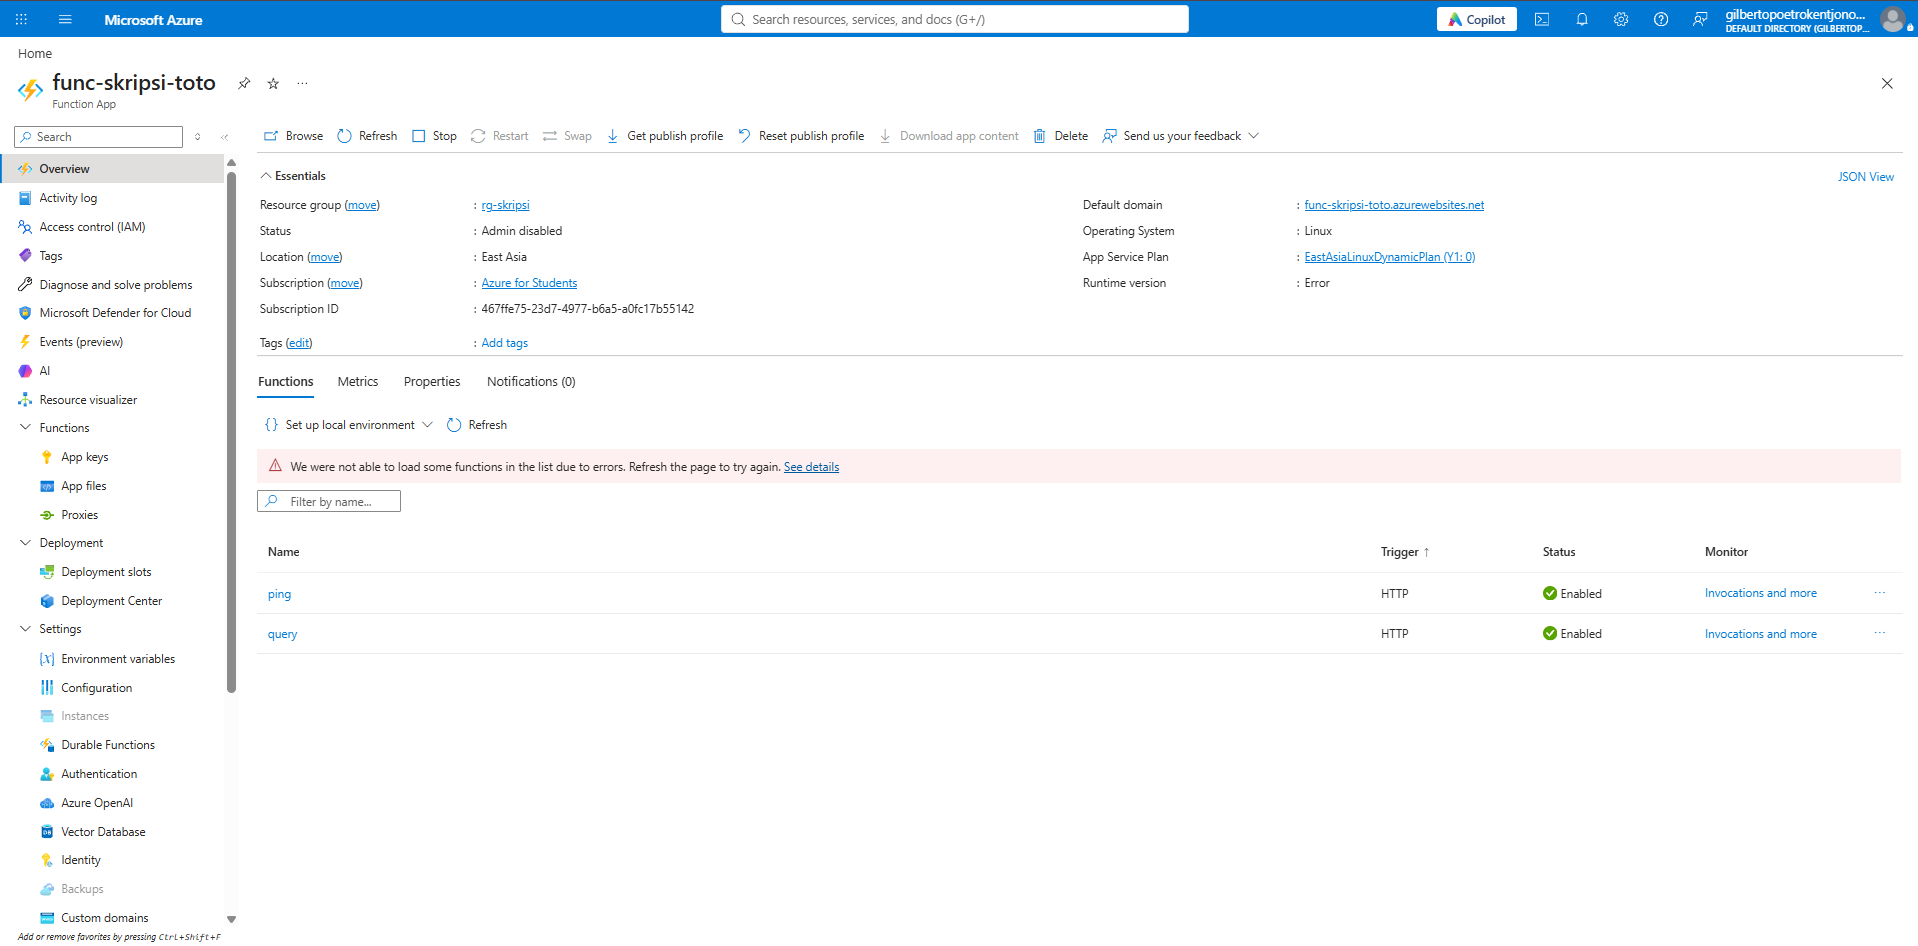 Microsoft Azure
Search resources, services, and docs (G+/)
Copilot
gilbertopoetrokentjono...
DEFAULT DIRECTORY (GILBERTOP...
Home
func-skripsi-toto
Function App
Search
Overview
Activity log
Access control (IAM)
Tags
Diagnose and solve problems
Microsoft Defender for Cloud
Events (preview)
AI
Resource visualizer
Functions
App keys
App files
Proxies
Deployment
Deployment slots
Deployment Center
Settings
Environment variables
Configuration
Instances
Durable Functions
Authentication
Azure OpenAI
Vector Database
Identity
Backups
Custom domains
Add or remove favorites by pressing Ctrl+Shift+F
Browse Refresh Stop Restart Swap Get publish profile Reset publish profile Download app content Delete Send us your feedback
Essentials
JSON View
Resource group (move) : rg-skripsi
Status : Admin disabled
Location (move) : East Asia
Subscription (move) : Azure for Students
Subscription ID : 467ffe75-23d7-4977-b6a5-a0fc17b55142
Tags (edit) : Add tags
Default domain : func-skripsi-toto.azurewebsites.net
Operating System : Linux
App Service Plan : EastAsiaLinuxDynamicPlan (Y1: 0)
Runtime version : Error
Functions Metrics Properties Notifications (0)
{} Set up local environment Refresh
We were not able to load some functions in the list due to errors. Refresh the page to try again. See details
Filter by name...
Name Trigger ↑ Status Monitor
ping HTTP Enabled Invocations and more ...
query HTTP Enabled Invocations and more ...